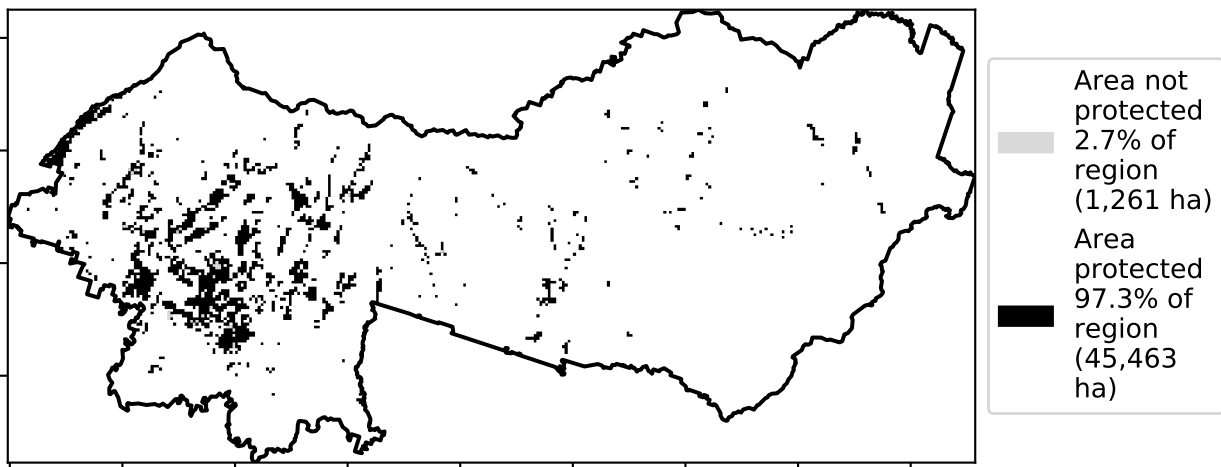 Area not
protected
2.7% of
region
(1,261 ha)
Area
protected
97.3% of
region
(45,463
ha)